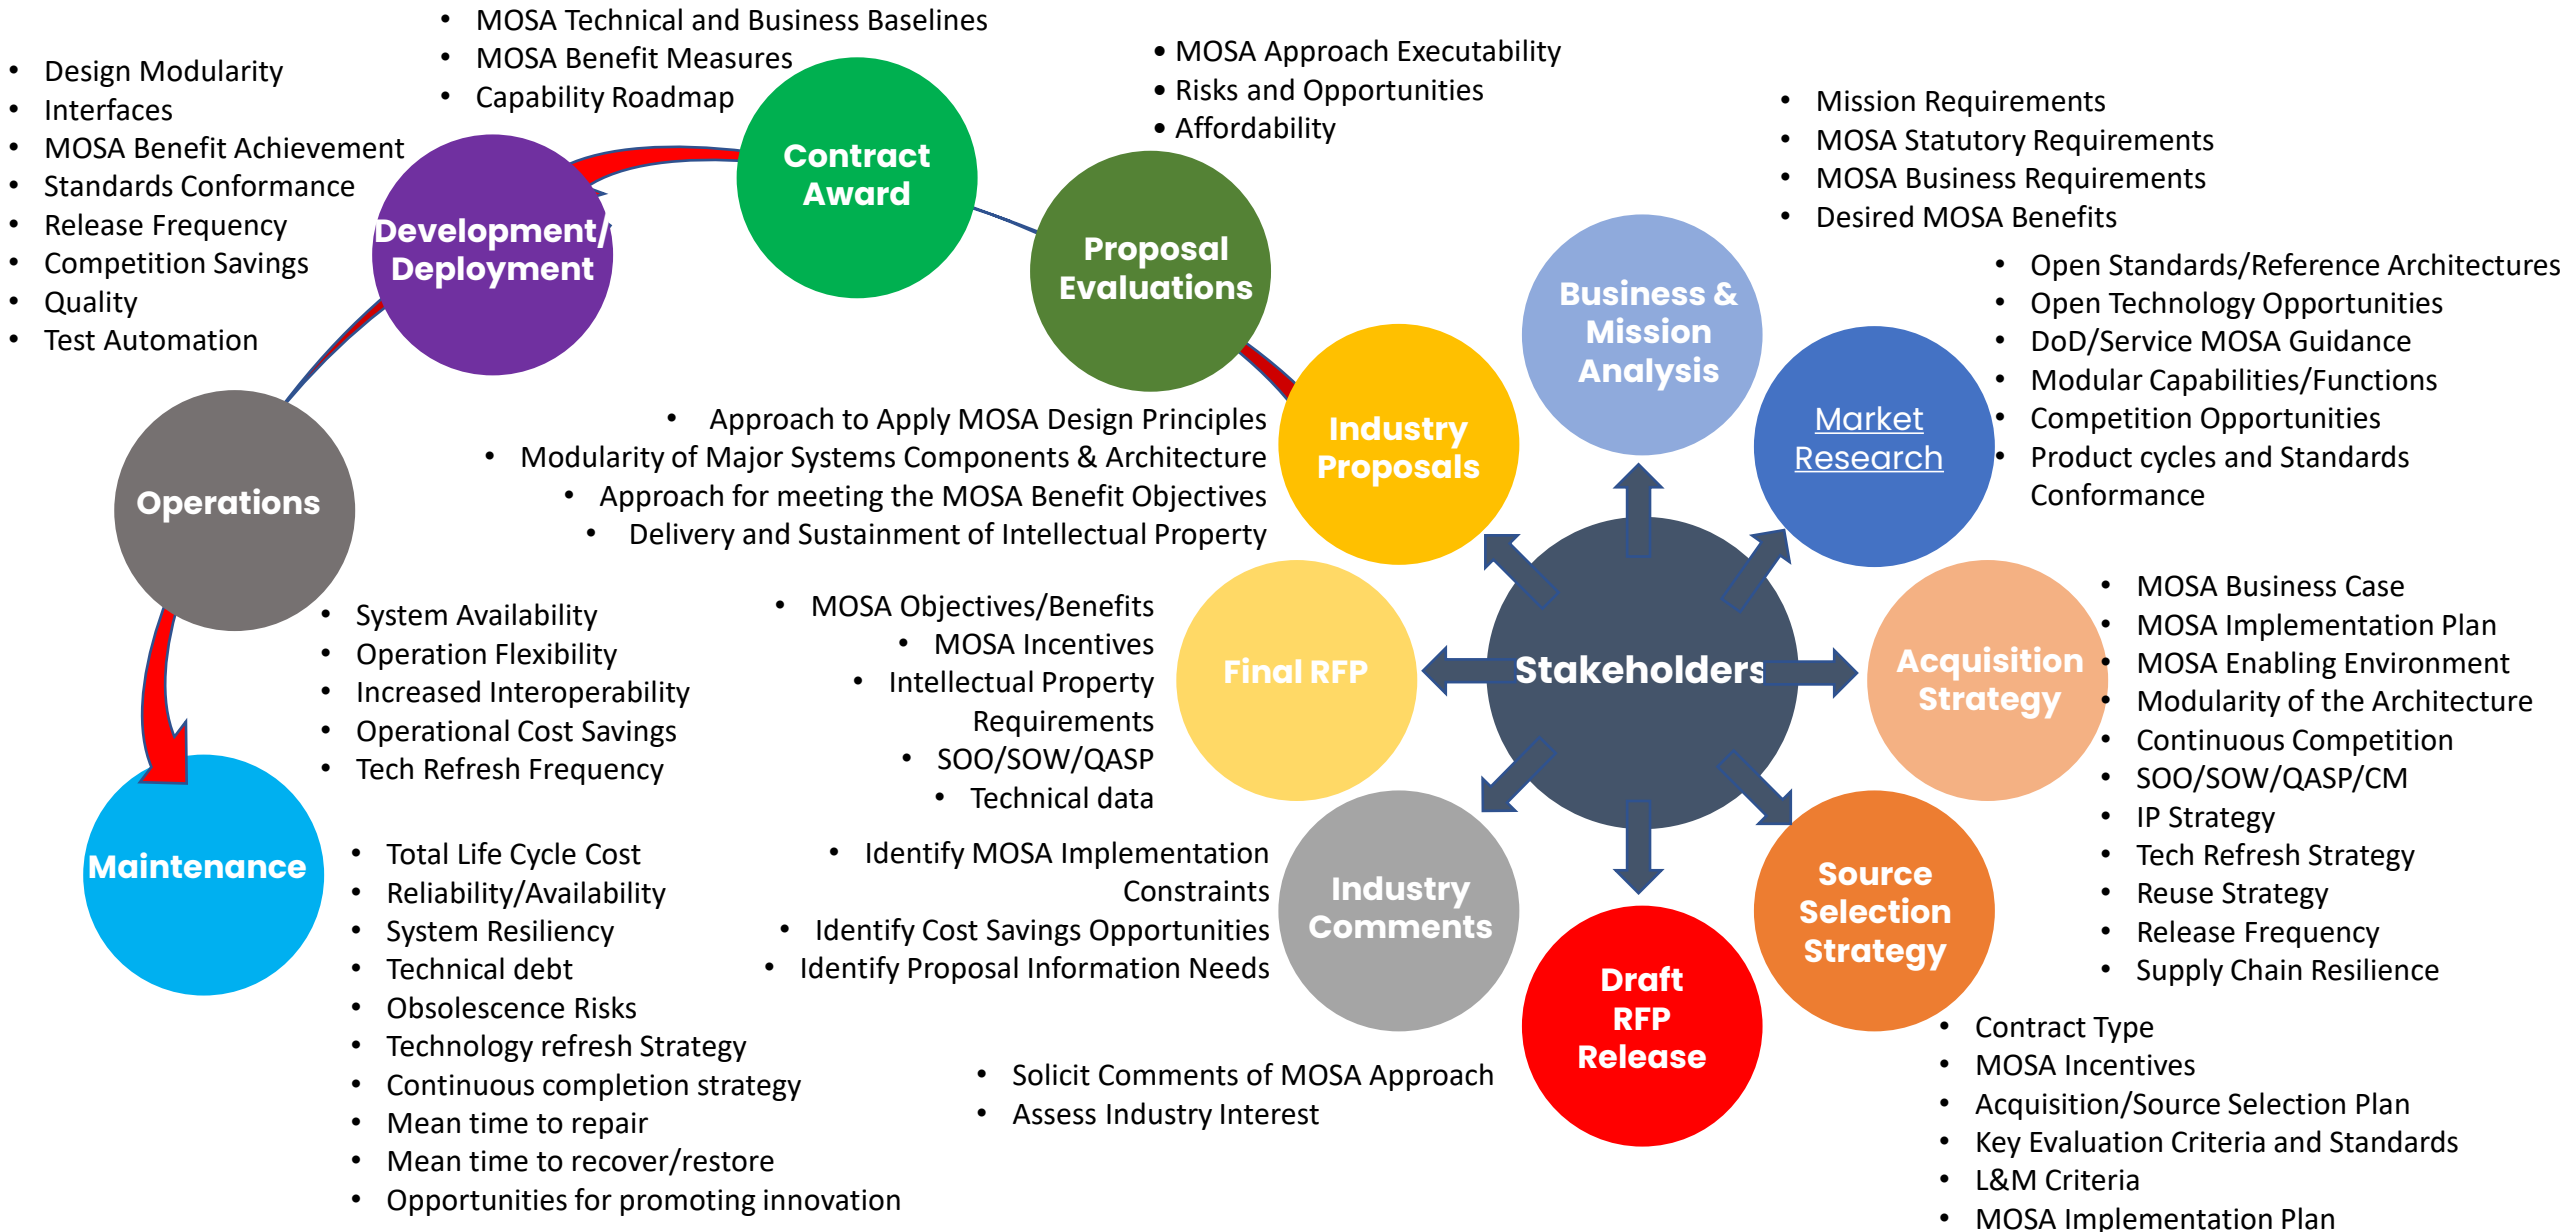 • MOSA Technical and Business Baselines
• MOSA Benefit Measures
• Capability Roadmap
• Design Modularity
• Interfaces
• MOSA Benefit Achievement
• Standards Conformance
• Release Frequency
• Competition Savings
• Quality
• Test Automation
• MOSA Approach Executability
• Risks and Opportunities
• Affordability
• Mission Requirements
• MOSA Statutory Requirements
• MOSA Business Requirements
• Desired MOSA Benefits
Contract
Award
Development/
Deployment
Proposal
Evaluations
Business &
Mission
Analysis
• Open Standards/Reference Architectures
• Open Technology Opportunities
• DoD/Service MOSA Guidance
• Modular Capabilities/Functions
• Competition Opportunities
• Product cycles and Standards
Conformance
Market
Research
Industry
Proposals
• Approach to Apply MOSA Design Principles
• Modularity of Major Systems Components & Architecture
• Approach for meeting the MOSA Benefit Objectives
• Delivery and Sustainment of Intellectual Property
Operations
• System Availability
• Operation Flexibility
• Increased Interoperability
• Operational Cost Savings
• Tech Refresh Frequency
• MOSA Objectives/Benefits
• MOSA Incentives
• Intellectual Property
Requirements
• SOO/SOW/QASP
• Technical data
Final RFP
Stakeholders
Acquisition
Strategy
• MOSA Business Case
• MOSA Implementation Plan
• MOSA Enabling Environment
• Modularity of the Architecture
• Continuous Competition
• SOO/SOW/QASP/CM
• IP Strategy
• Tech Refresh Strategy
• Reuse Strategy
• Release Frequency
• Supply Chain Resilience
Maintenance
• Total Life Cycle Cost
• Reliability/Availability
• System Resiliency
• Technical debt
• Obsolescence Risks
• Technology refresh Strategy
• Continuous completion strategy
• Mean time to repair
• Mean time to recover/restore
• Opportunities for promoting innovation
• Identify MOSA Implementation
Constraints
• Identify Cost Savings Opportunities
• Identify Proposal Information Needs
Industry
Comments
Source
Selection
Strategy
Draft
RFP
Release
• Solicit Comments of MOSA Approach
• Assess Industry Interest
• Contract Type
• MOSA Incentives
• Acquisition/Source Selection Plan
• Key Evaluation Criteria and Standards
• L&M Criteria
• MOSA Implementation Plan